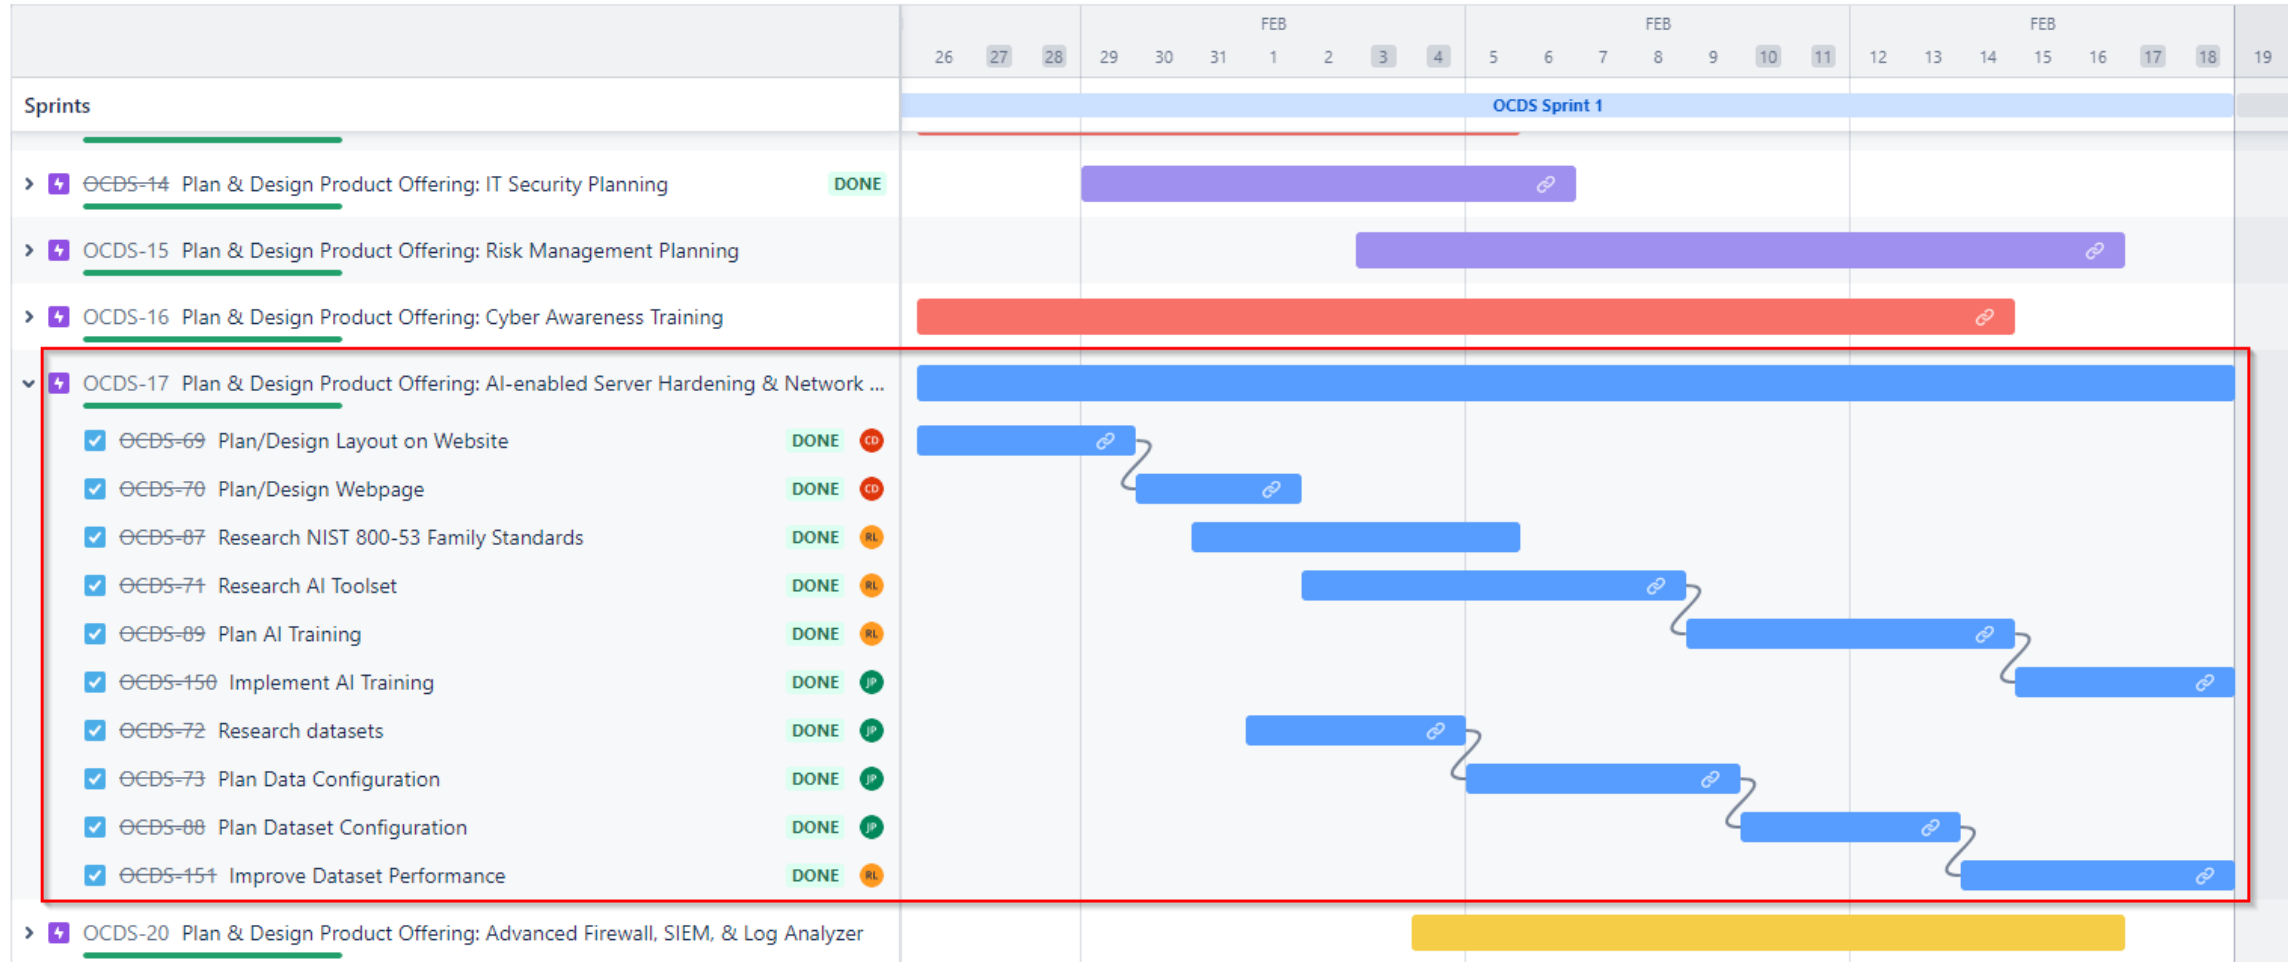 FEB FEB FEB
26 27 28 29 30 31 1 2 3 4 5 6 7 8 9 10 11 12 13 14 15 16 17 18 19
Sprints
OCDS Sprint 1
OCDS-14 Plan & Design Product Offering: IT Security Planning DONE
OCDS-15 Plan & Design Product Offering: Risk Management Planning
OCDS-16 Plan & Design Product Offering: Cyber Awareness Training
OCDS-17 Plan & Design Product Offering: AI-enabled Server Hardening & Network ...
OCDS-69 Plan/Design Layout on Website DONE CD
OCDS-70 Plan/Design Webpage DONE CD
OCDS-87 Research NIST 800-53 Family Standards DONE RL
OCDS-71 Research AI Toolset DONE RL
OCDS-89 Plan AI Training DONE RL
OCDS-150 Implement AI Training DONE JP
OCDS-72 Research datasets DONE JP
OCDS-73 Plan Data Configuration DONE JP
OCDS-88 Plan Dataset Configuration DONE JP
OCDS-151 Improve Dataset Performance DONE RL
OCDS-20 Plan & Design Product Offering: Advanced Firewall, SIEM, & Log Analyzer